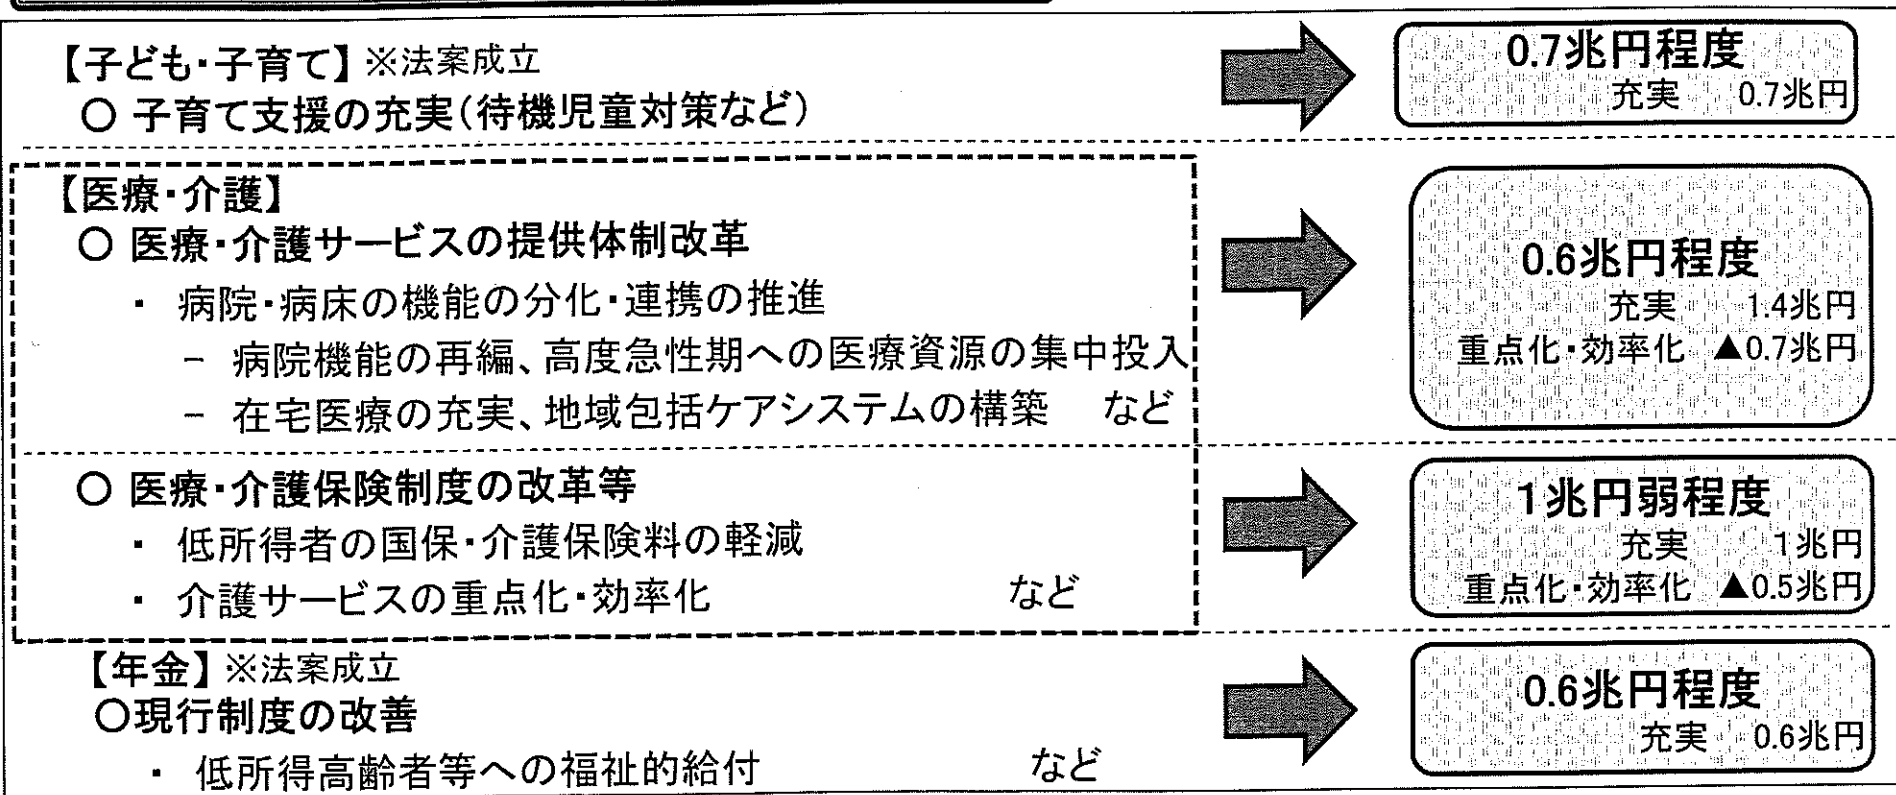 【子ども・子育て】※法案成立
○ 子育て支援の充実(待機児童対策など)
0.7兆円程度
充実 0.7兆円
【医療・介護】
○ 医療・介護サービスの提供体制改革
・ 病院・病床の機能の分化・連携の推進
− 病院機能の再編、高度急性期への医療資源の集中投入
− 在宅医療の充実、地域包括ケアシステムの構築 など
0.6兆円程度
充実 1.4兆円
重点化・効率化 ▲0.7兆円
○ 医療・介護保険制度の改革等
・ 低所得者の国保・介護保険料の軽減
・ 介護サービスの重点化・効率化 など
1兆円弱程度
充実 1兆円
重点化・効率化 ▲0.5兆円
【年金】※法案成立
○現行制度の改善
・ 低所得高齢者等への福祉的給付 など
0.6兆円程度
充実 0.6兆円